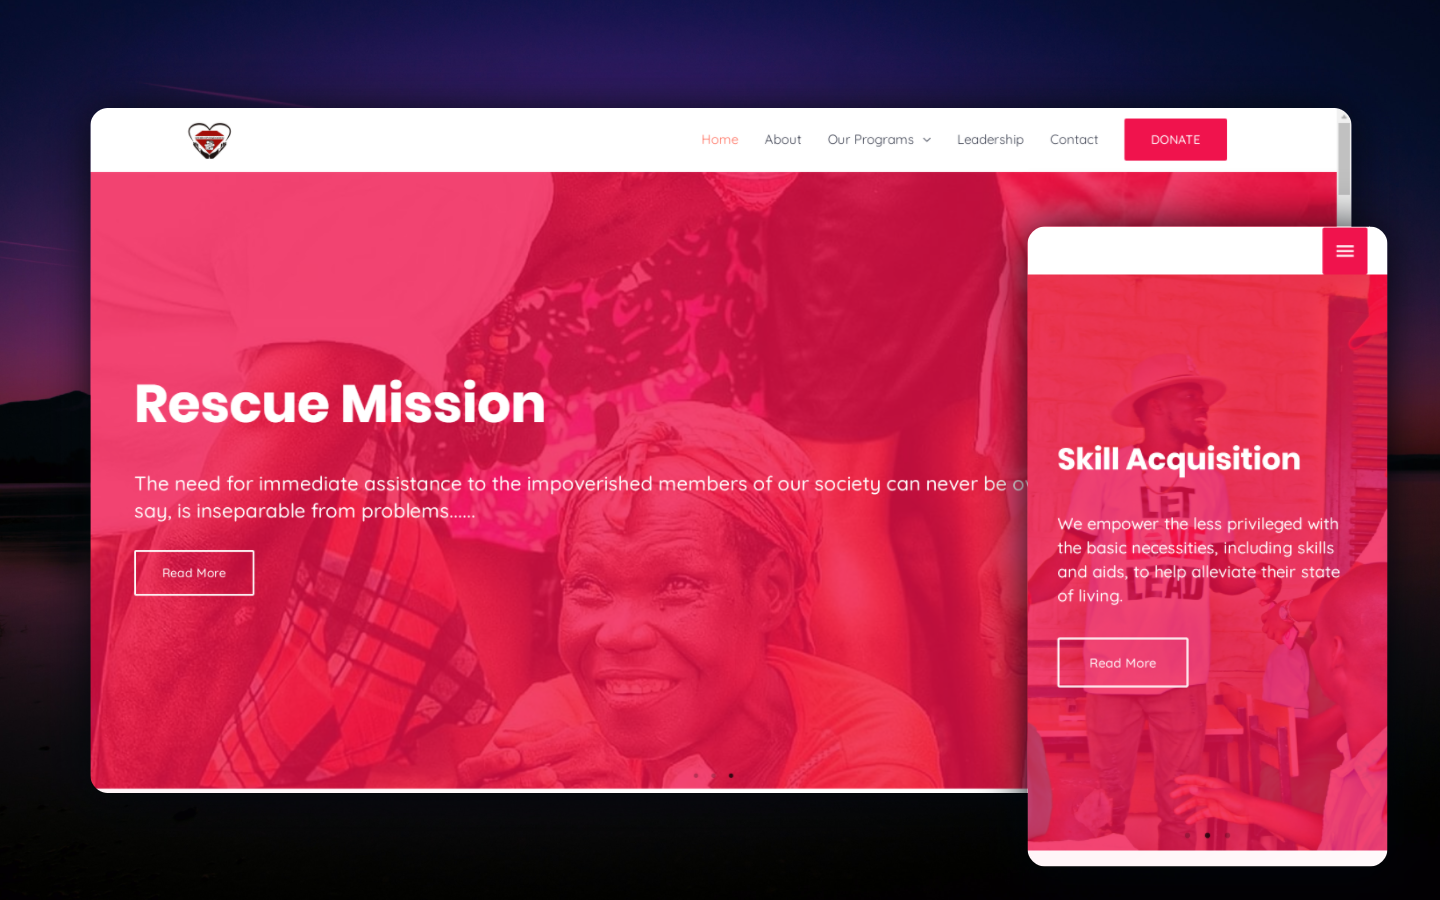 Home About Our Programs Leadership Contact DONATE
Rescue Mission
The need for immediate assistance to the impoverished members of our society can never be
say, is inseparable from problems......
Read More
Skill Acquisition
LET
LEAD
We empower the less privileged with
the basic necessities, including skills
and aids, to help alleviate their state
of living.
Read More